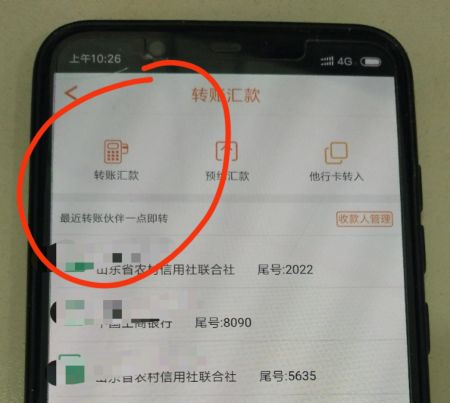 上午10:26
4G
转账汇款
转账汇款
预约汇款
他行卡转入
最近转账伙伴一点即转
收款人管理
山东省农村信用社联合社 尾号:2022
中国工商银行 尾号:8090
山东省农村信用社联合社 尾号:5635